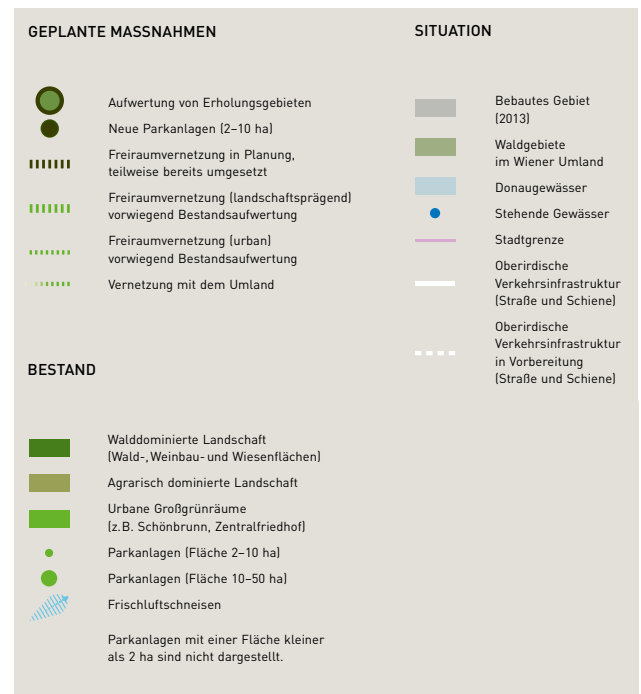 GEPLANTE MASSNAHMEN
Aufwertung von Erholungsgebieten
Neue Parkanlagen (2–10 ha)
Freiraumvernetzung in Planung,
teilweise bereits umgesetzt
Freiraumvernetzung (landschaftsprägend)
vorwiegend Bestandsaufwertung
Freiraumvernetzung (urban)
vorwiegend Bestandsaufwertung
Vernetzung mit dem Umland
BESTAND
Walddominierte Landschaft
(Wald-, Weinbau- und Wiesenflächen)
Agrarisch dominierte Landschaft
Urbane Großgrünräume
(z.B. Schönbrunn, Zentralfriedhof)
Parkanlagen (Fläche 2–10 ha)
Parkanlagen (Fläche 10–50 ha)
Frischluftschneisen
Parkanlagen mit einer Fläche kleiner
als 2 ha sind nicht dargestellt.
SITUATION
Bebautes Gebiet
(2013)
Waldgebiete
im Wiener Umland
Donaugewässer
Stehende Gewässer
Stadtgrenze
Oberirdische
Verkehrsinfrastruktur
(Straße und Schiene)
Oberirdische
Verkehrsinfrastruktur
in Vorbereitung
(Straße und Schiene)